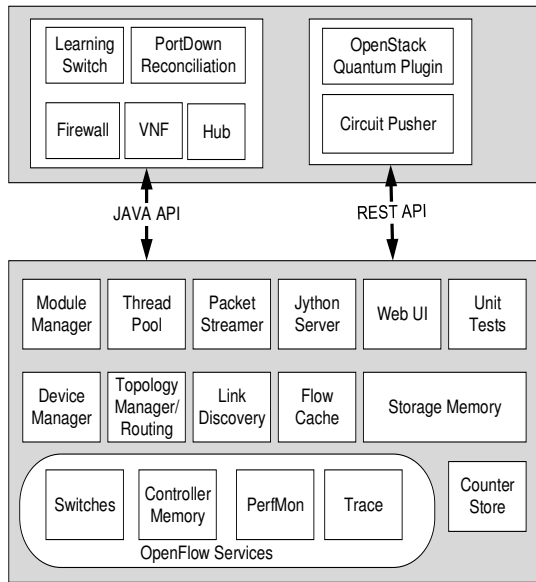 Learning
Switch
PortDown
Reconciliation
OpenStack
Quantum Plugin
Firewall
VNF
Hub
Circuit Pusher
JAVA API
REST API
Module
Manager
Thread
Pool
Packet
Streamer
Jython
Server
Web UI
Unit
Tests
Device
Manager
Topology
Manager/
Routing
Link
Discovery
Flow
Cache
Storage Memory
Switches
Controller
Memory
PerfMon
Trace
Counter
Store
OpenFlow Services